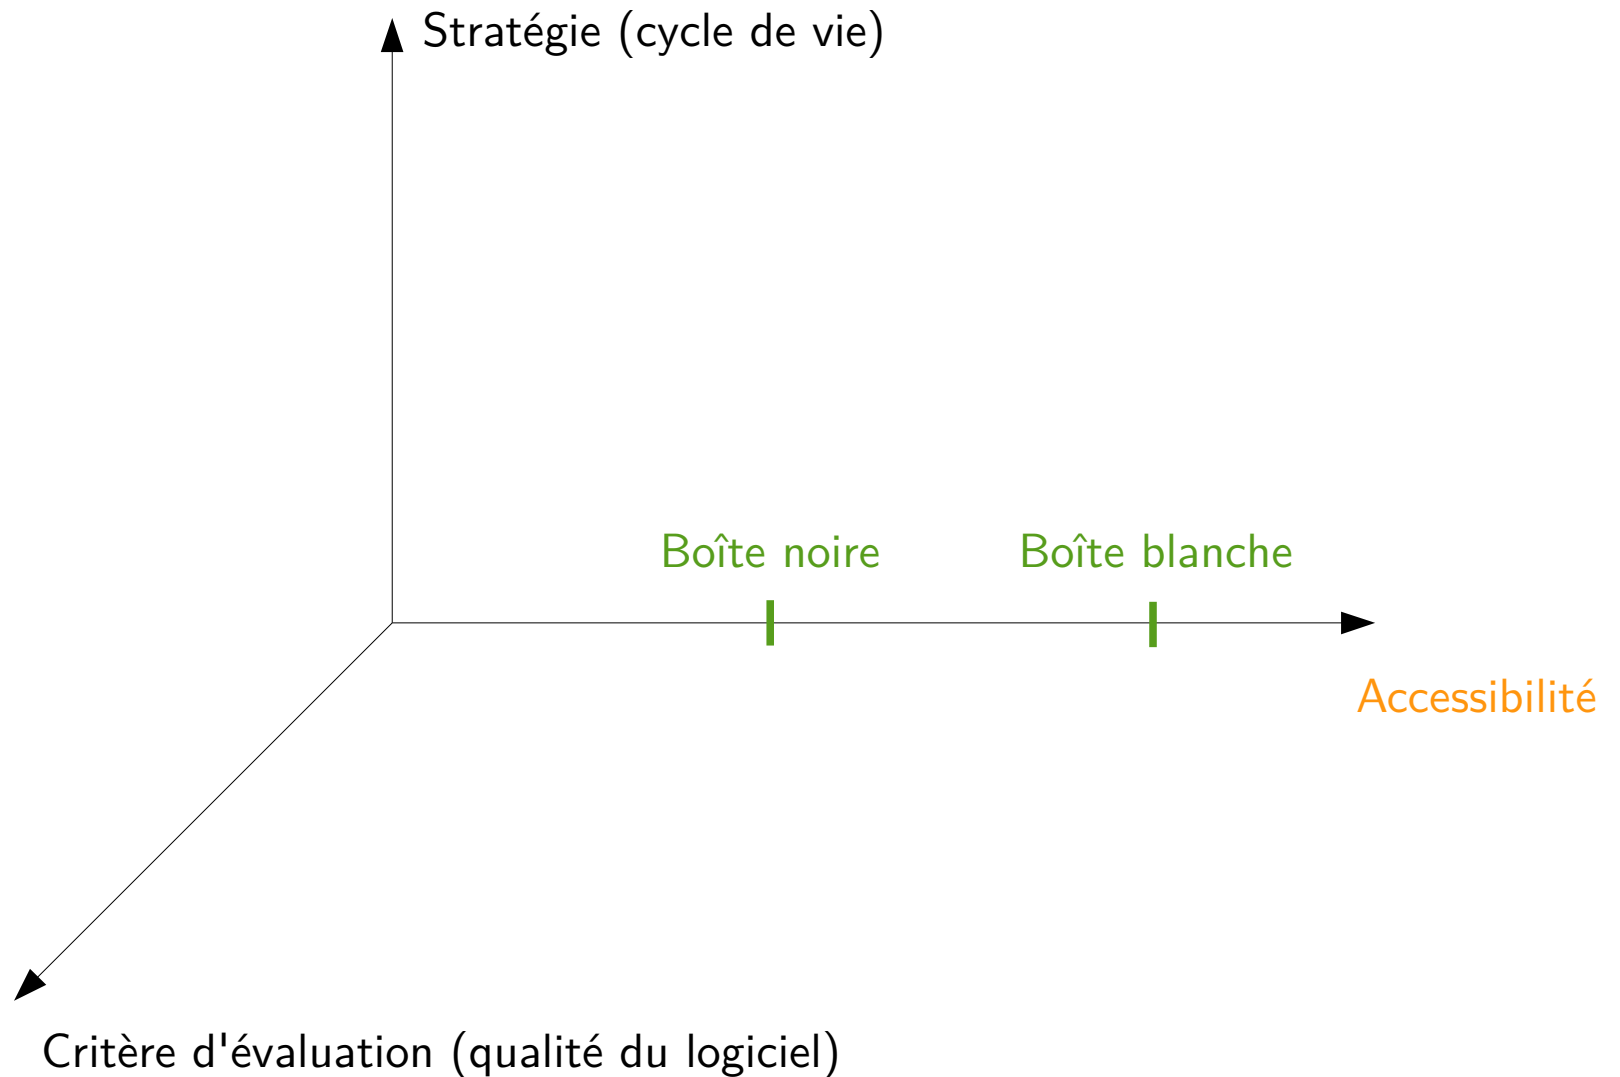 Stratégie (cycle de vie)
Boîte noire
Boîte blanche
Accessibilité
Critère d'évaluation (qualité du logiciel)